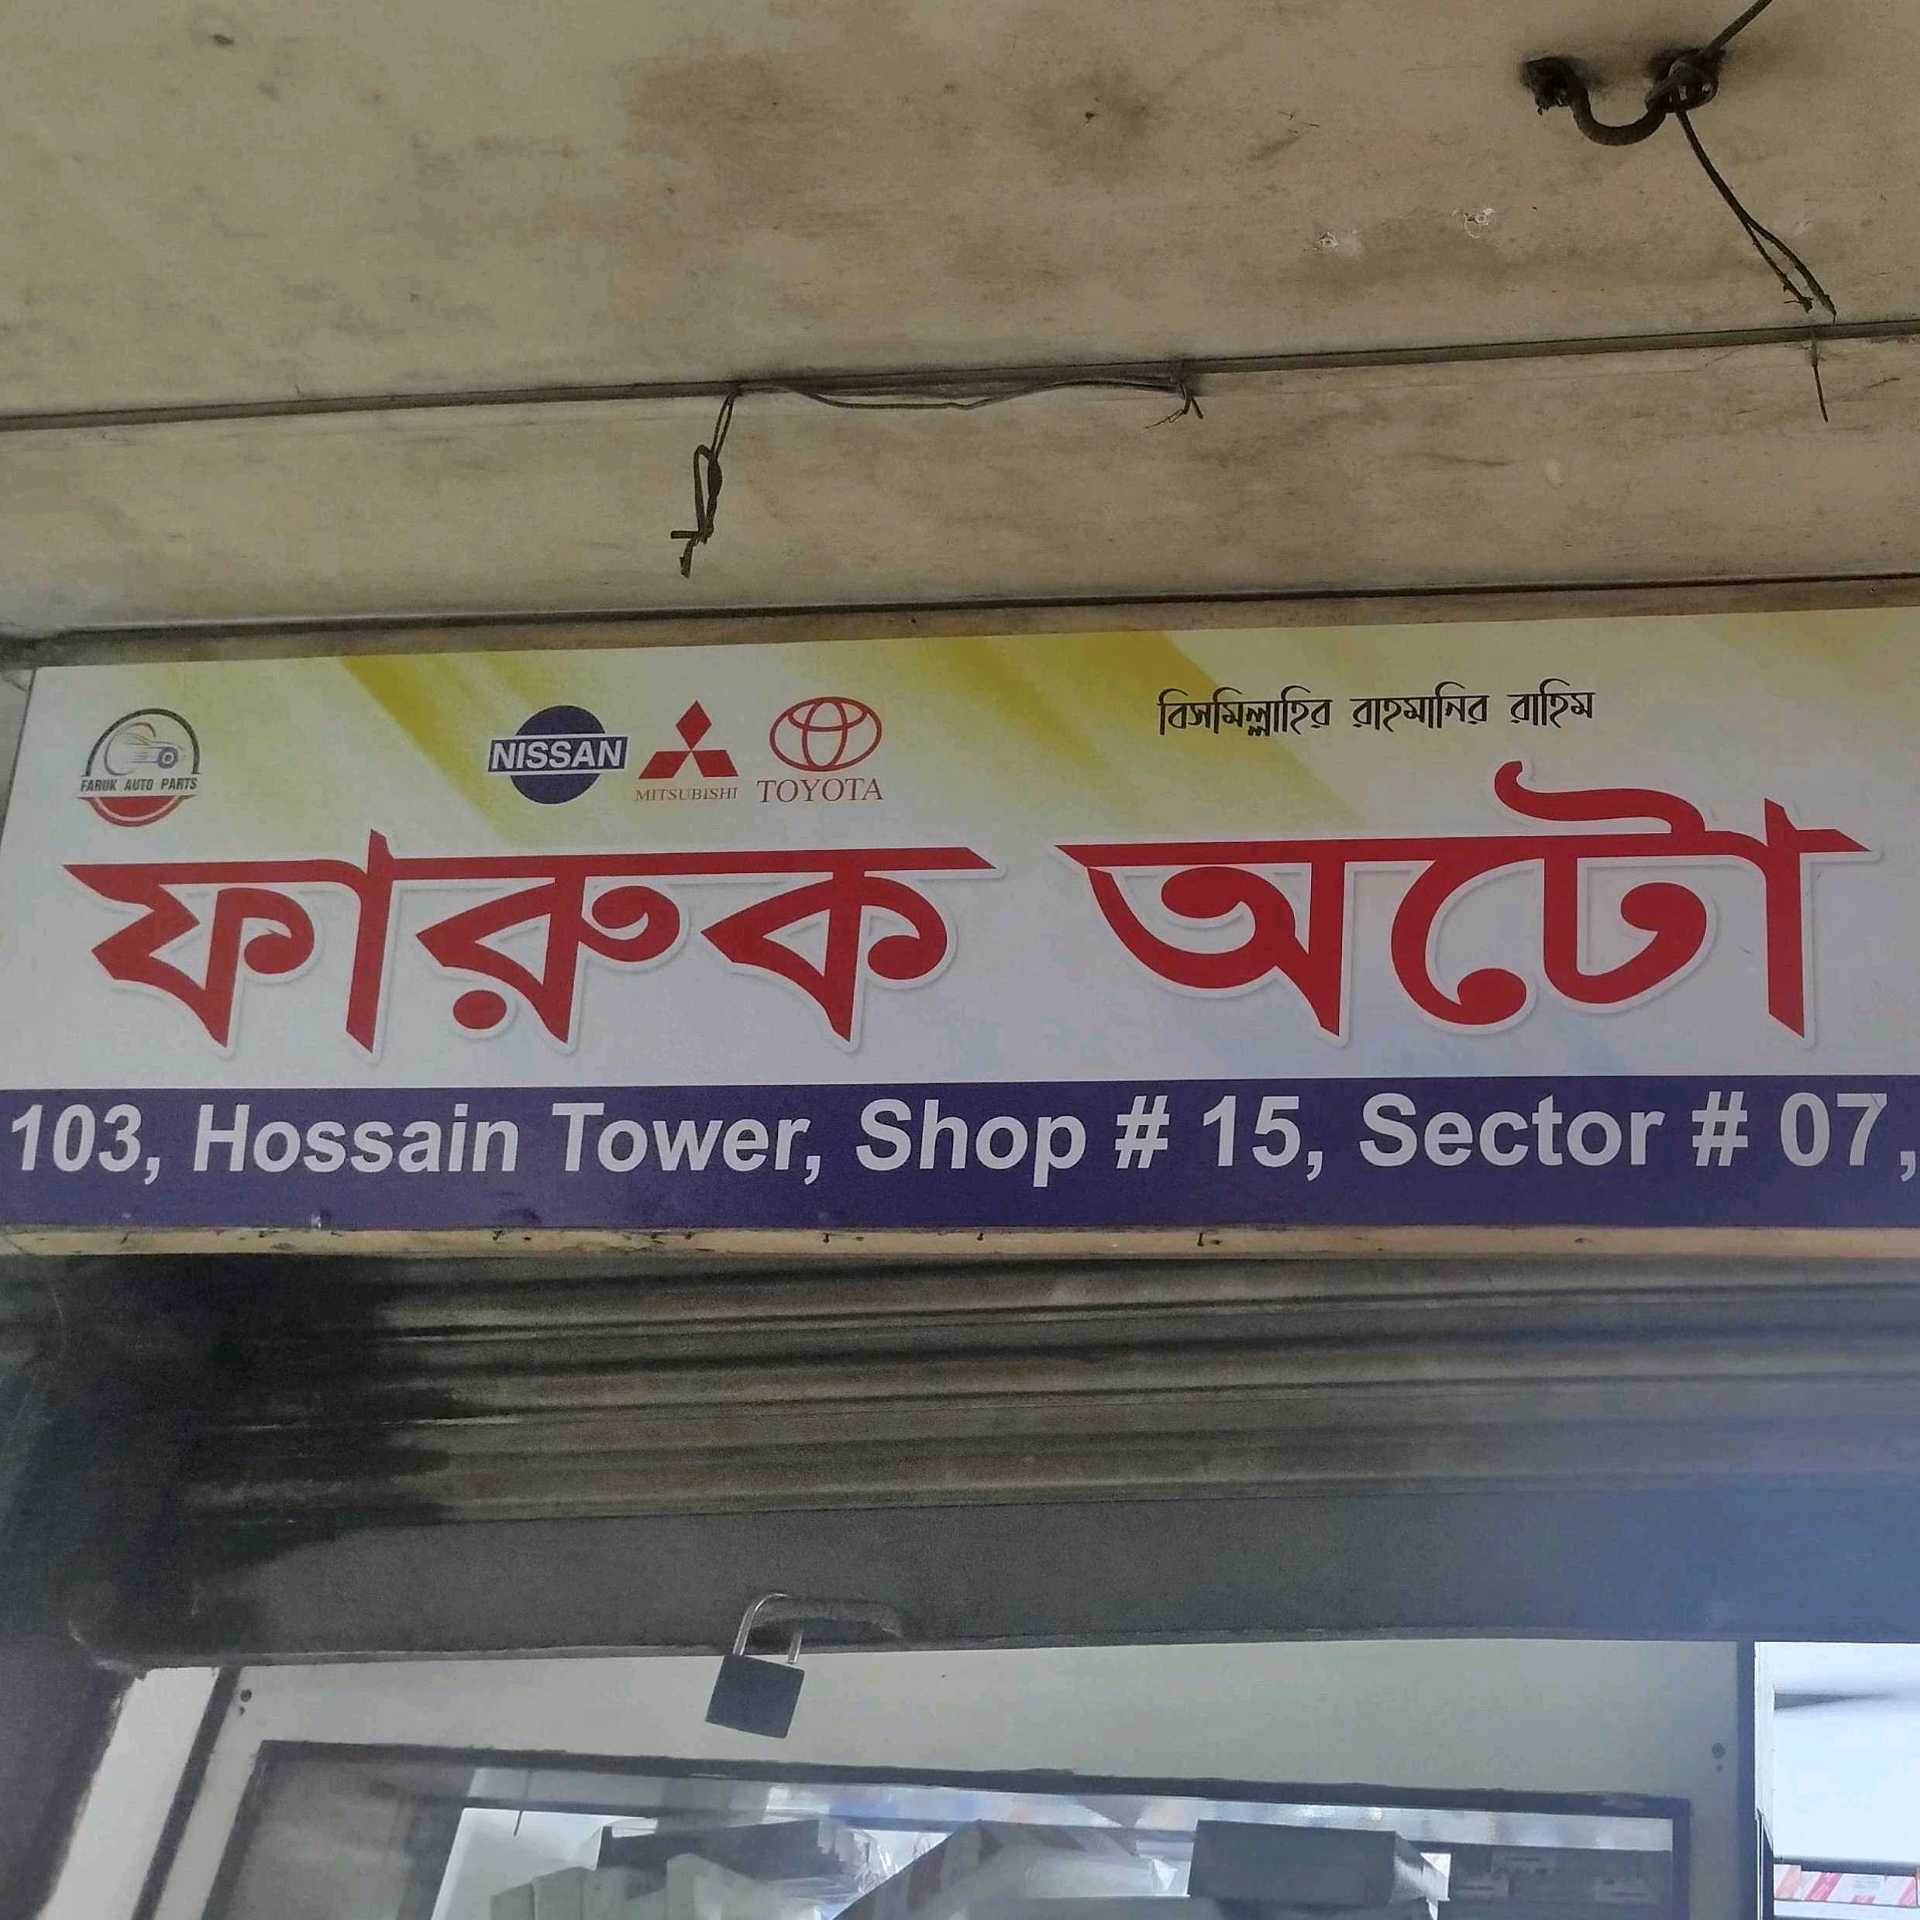 বিসমিল্লাহির রাহমানির রাহিম
FARUK AUTO PARTS
NISSAN
MITSUBISHI
TOYOTA
ফারুক অটো
103, Hossain Tower, Shop # 15, Sector # 07,